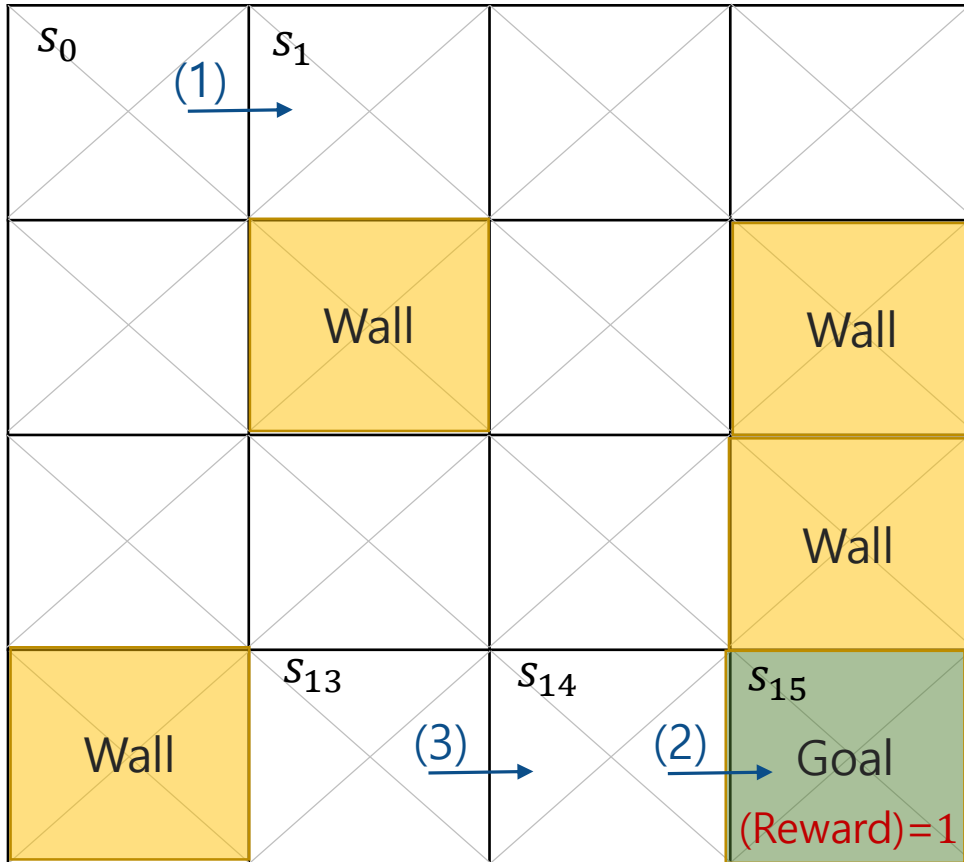 s₀
s₁
(1)
Wall
Wall
Wall
s₁₃
s₁₄
s₁₅
Wall
(3)
(2)
Goal
(Reward)=1